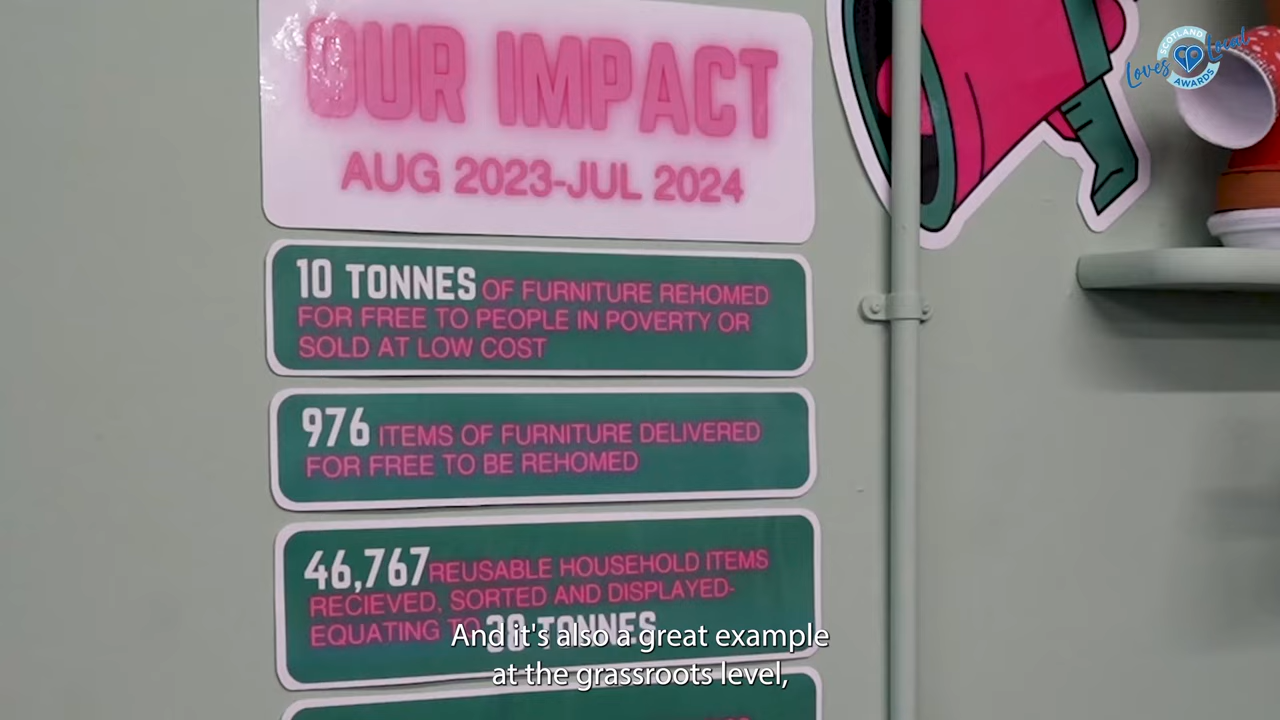 OUR IMPACT
AUG 2023-JUL 2024
10 TONNES OF FURNITURE REHOMED
FOR FREE TO PEOPLE IN POVERTY OR
SOLD AT LOW COST
976 ITEMS OF FURNITURE DELIVERED
FOR FREE TO BE REHOMED
46,767 REUSABLE HOUSEHOLD ITEMS
RECIEVED, SORTED AND DISPLAYED-
EQUATING TO TONNES
And it's also a great example
at the grassroots level,
SCOTLAND
Loves Local
AWARDS